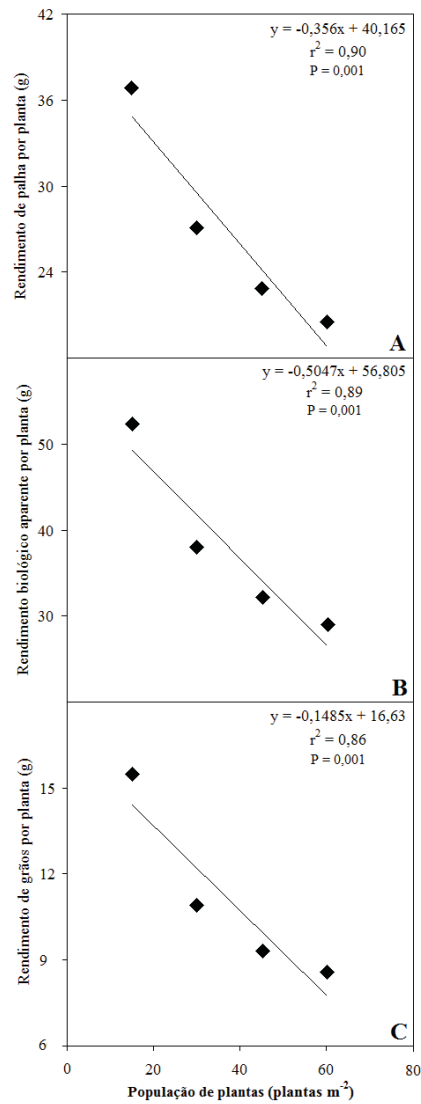 42
y = -0,356x + 40,165
r² = 0,90
P = 0,001
36
30
24
Rendimento de palha por planta (g)
A
y = -0,5047x + 56,805
r² = 0,89
P = 0,001
50
40
30
Rendimento biológico aparente por planta (g)
B
y = -0,1485x + 16,63
r² = 0,86
P = 0,001
15
12
9
6
Rendimento de grãos por planta (g)
C
0 20 40 60 80
População de plantas (plantas m⁻²)